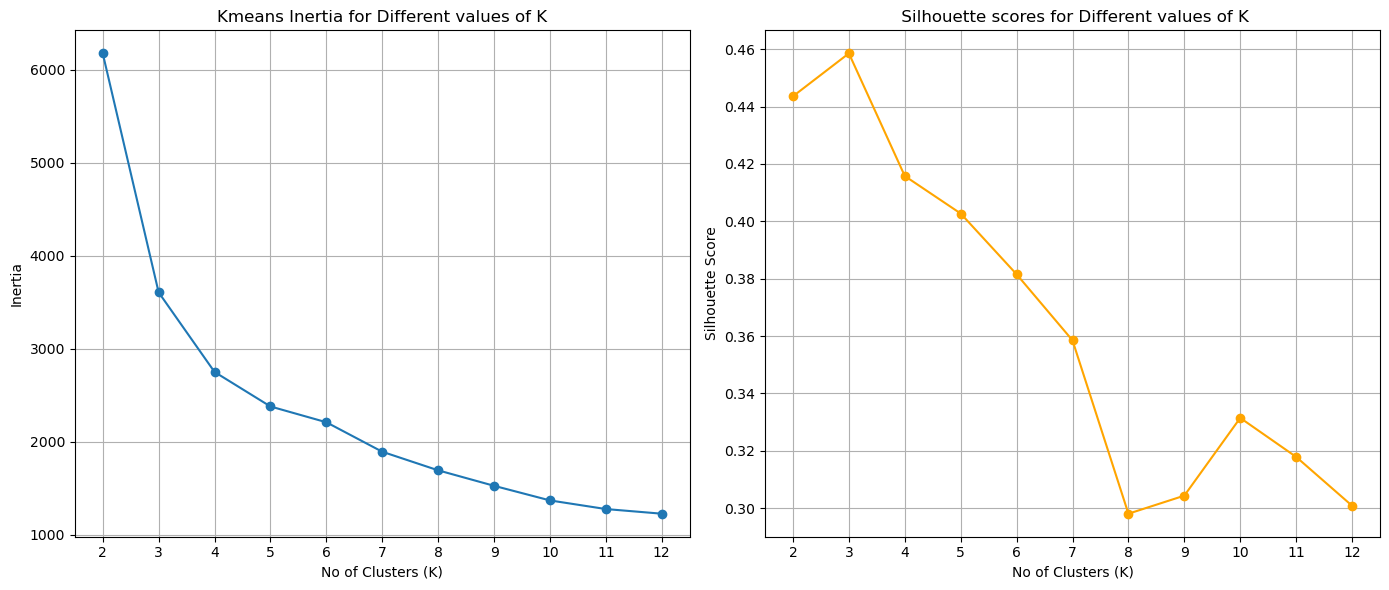 Kmeans Inertia for Different values of K
6000
5000
4000
3000
2000
1000
Inertia
2 3 4 5 6 7 8 9 10 11 12
No of Clusters (K)
Silhouette scores for Different values of K
0.46
0.44
0.42
0.40
0.38
0.36
0.34
0.32
0.30
Silhouette Score
2 3 4 5 6 7 8 9 10 11 12
No of Clusters (K)